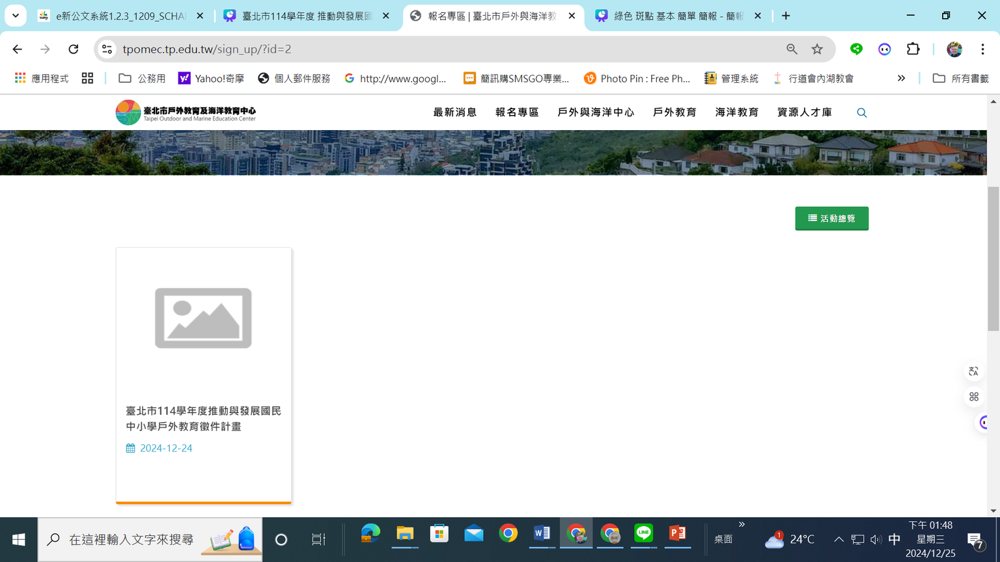 e新公文系統1.2.3_1209_SCHA
臺北市114學年度 推動與發展國
報名專區 | 臺北市戶外與海洋教
綠色 斑點 基本 簡單 簡報 - 簡報
tpomec.tp.edu.tw/sign_up/?id=2
應用程式
公務用
Yahoo!奇摩
個人郵件服務
http://www.googl...
簡訊購SMSGO專業...
Photo Pin : Free Ph...
管理系統
行道會內湖教會
所有書籤
臺北市戶外教育及海洋教育中心
Taipei Outdoor and Marine Education Center
最新消息
報名專區
戶外與海洋中心
戶外教育
海洋教育
資源人才庫
活動總覽
臺北市114學年度推動與發展國民
中小學戶外教育徵件計畫
2024-12-24
在這裡輸入文字來搜尋
桌面
1
24°C
中
下午 01:48
星期三
2024/12/25
7